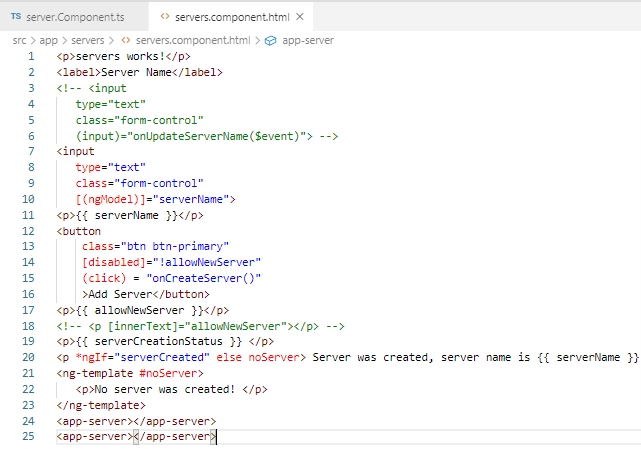 TS server.Component.ts <> servers.component.html ×
src > app > servers > <> servers.component.html > app-server
1 <p>servers works!</p>
2 <label>Server Name</label>
3 <!-- <input
4 type="text"
5 class="form-control"
6 (input)="onUpdateServerName($event)"> -->
7 <input
8 type="text"
9 class="form-control"
10 [(ngModel)]="serverName">
11 <p>{{ serverName }}</p>
12 <button
13 class="btn btn-primary"
14 [disabled]="!allowNewServer"
15 (click) = "onCreateServer()"
16 >Add Server</button>
17 <p>{{ allowNewServer }}</p>
18 <!-- <p [innerText]="allowNewServer"></p> -->
19 <p>{{ serverCreationStatus }} </p>
20 <p *ngIf="serverCreated" else noServer> Server was created, server name is {{ serverName }}
21 <ng-template #noServer>
22 <p>No server was created! </p>
23 </ng-template>
24 <app-server></app-server>
25 <app-server></app-server>